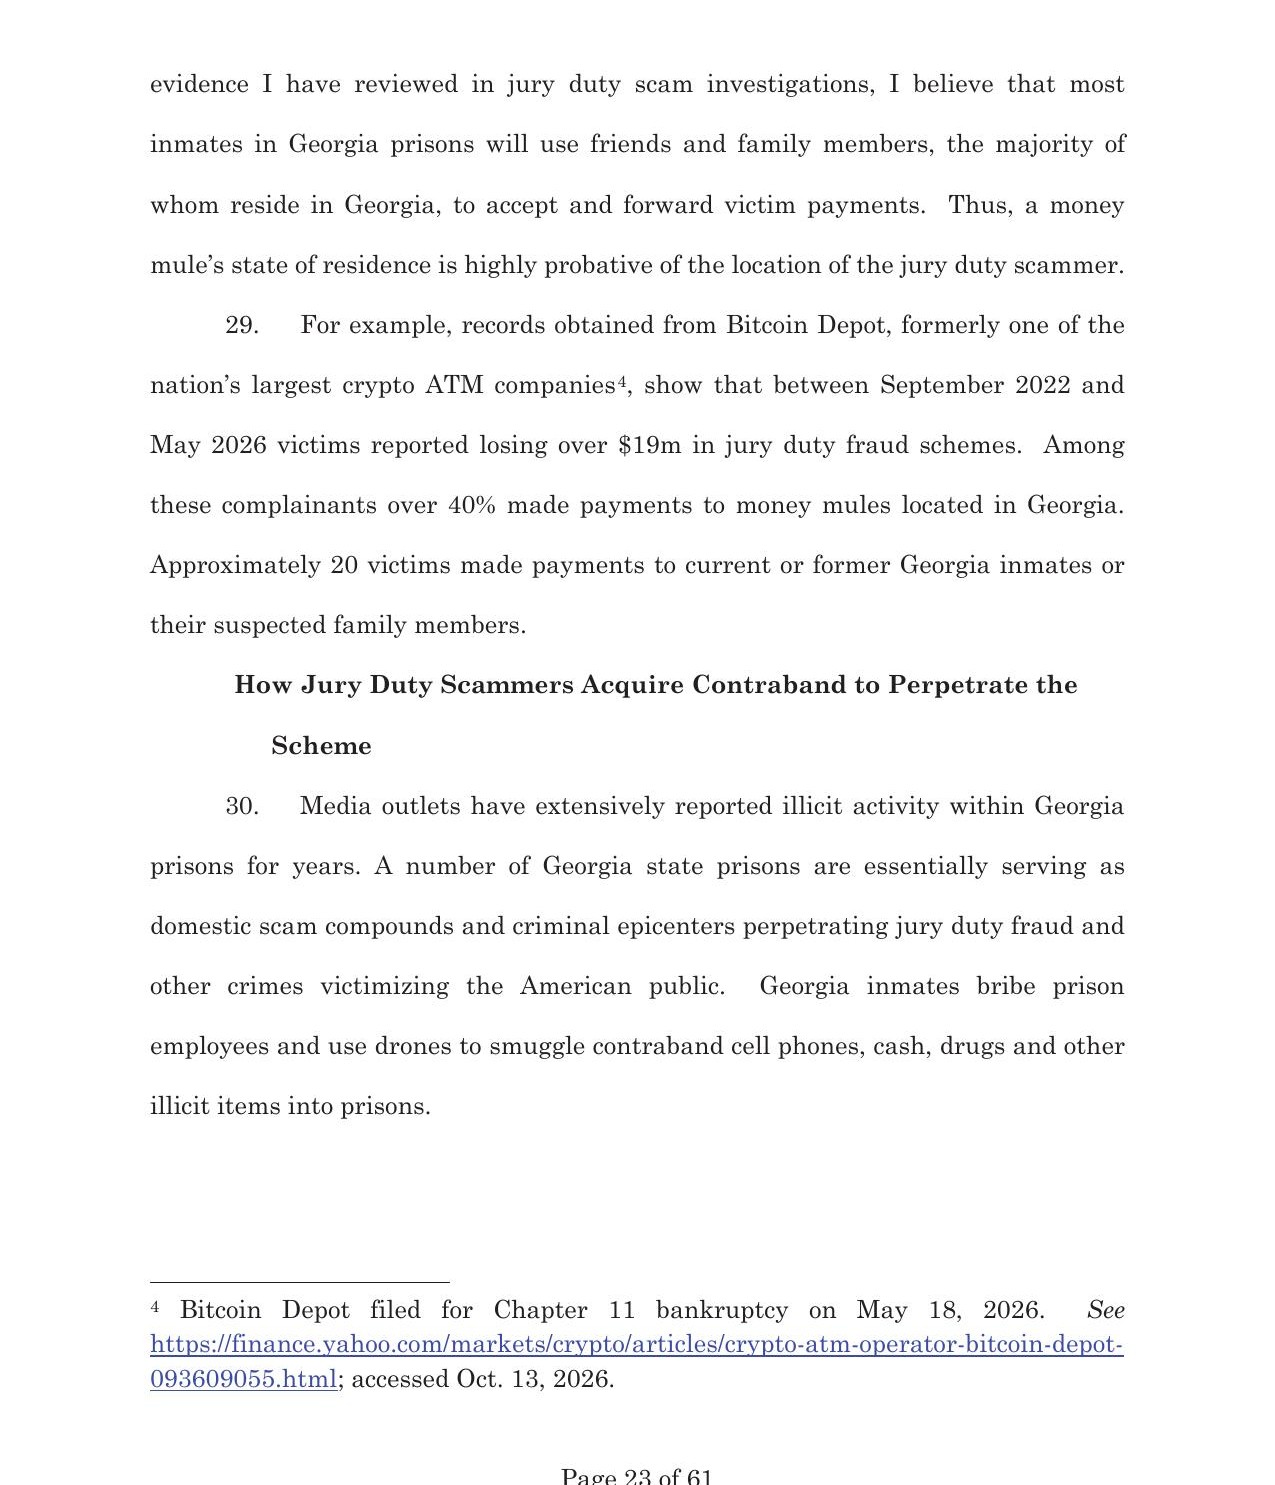 evidence I have reviewed in jury duty scam investigations, I believe that most
inmates in Georgia prisons will use friends and family members, the majority of
whom reside in Georgia, to accept and forward victim payments.  Thus, a money
mule’s state of residence is highly probative of the location of the jury duty scammer.
29. For example, records obtained from Bitcoin Depot, formerly one of the
nation’s largest crypto ATM companies⁴, show that between September 2022 and
May 2026 victims reported losing over $19m in jury duty fraud schemes.  Among
these complainants over 40% made payments to money mules located in Georgia.
Approximately 20 victims made payments to current or former Georgia inmates or
their suspected family members.
How Jury Duty Scammers Acquire Contraband to Perpetrate the
Scheme
30. Media outlets have extensively reported illicit activity within Georgia
prisons for years. A number of Georgia state prisons are essentially serving as
domestic scam compounds and criminal epicenters perpetrating jury duty fraud and
other crimes victimizing the American public.  Georgia inmates bribe prison
employees and use drones to smuggle contraband cell phones, cash, drugs and other
illicit items into prisons.
⁴ Bitcoin Depot filed for Chapter 11 bankruptcy on May 18, 2026.  See
https://finance.yahoo.com/markets/crypto/articles/crypto-atm-operator-bitcoin-depot-
093609055.html; accessed Oct. 13, 2026.
Page 23 of 61